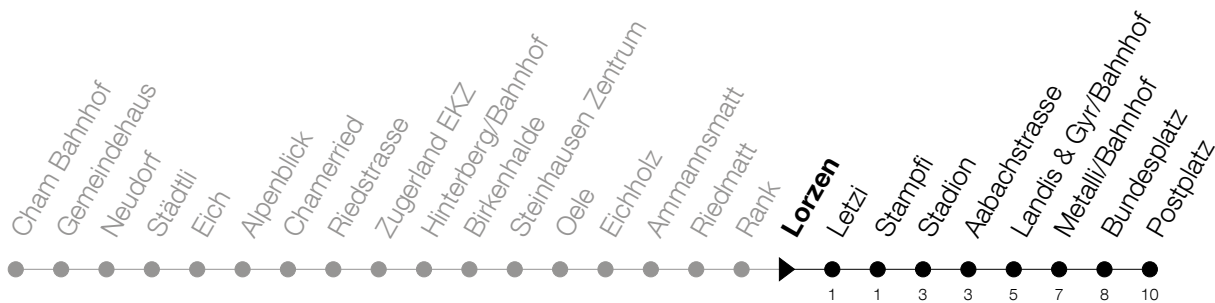 Cham Bahnhof
Gemeindehaus
Neudorf
Städtli
Eich
Alpenblick
Chamerried
Riedstrasse
Zugerland EKZ
Hinterberg/Bahnhof
Birkenhalde
Steinhausen Zentrum
Oele
Eichholz
Ammannsmatt
Riedmatt
Rank
Lorzen
Letzi
Stampfi
Stadion
Aabachstrasse
Landis & Gyr/Bahnhof
Metalli/Bahnhof
Bundesplatz
Postplatz
1 1 3 3 5 7 8 10